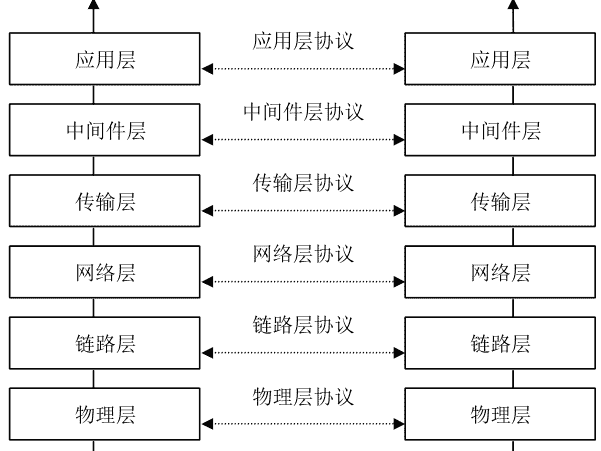 应用层协议
应用层
应用层
中间件层协议
中间件层
中间件层
传输层协议
传输层
传输层
网络层协议
网络层
网络层
链路层协议
链路层
链路层
物理层协议
物理层
物理层